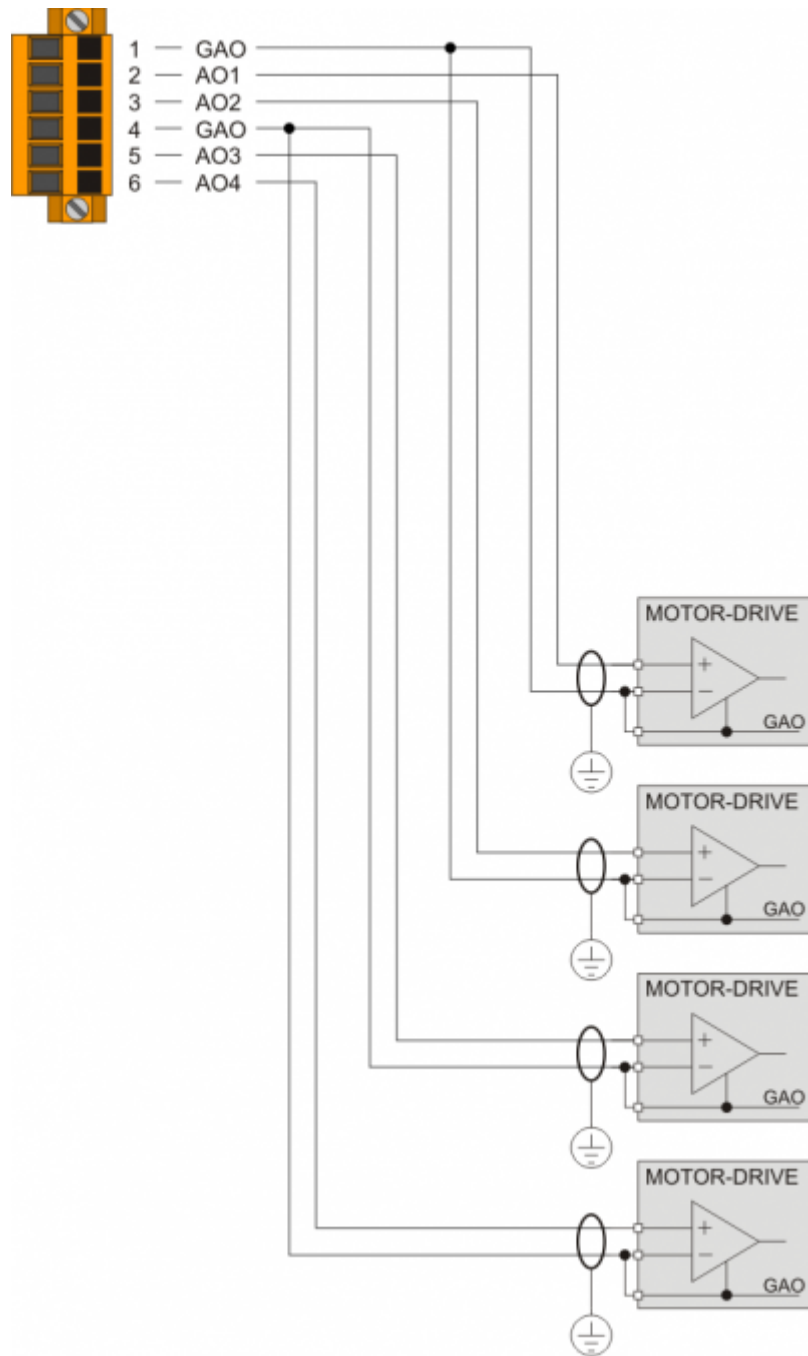 1 — GAO
2 — AO1
3 — AO2
4 — GAO
5 — AO3
6 — AO4
MOTOR-DRIVE
+
−
GAO
MOTOR-DRIVE
+
−
GAO
MOTOR-DRIVE
+
−
GAO
MOTOR-DRIVE
+
−
GAO